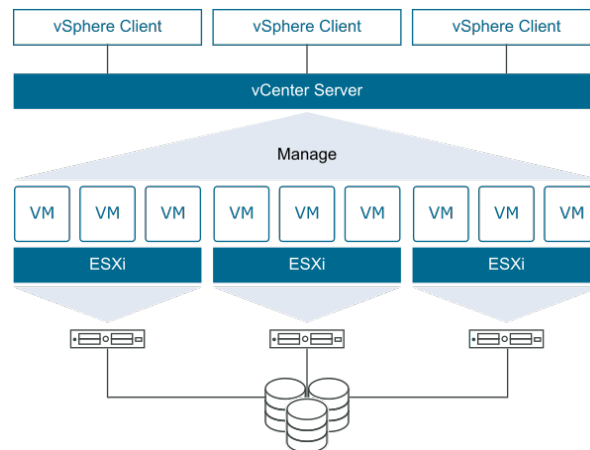 vSphere Client
vSphere Client
vSphere Client
vCenter Server
Manage
VM
VM
VM
VM
VM
VM
VM
VM
VM
ESXi
ESXi
ESXi